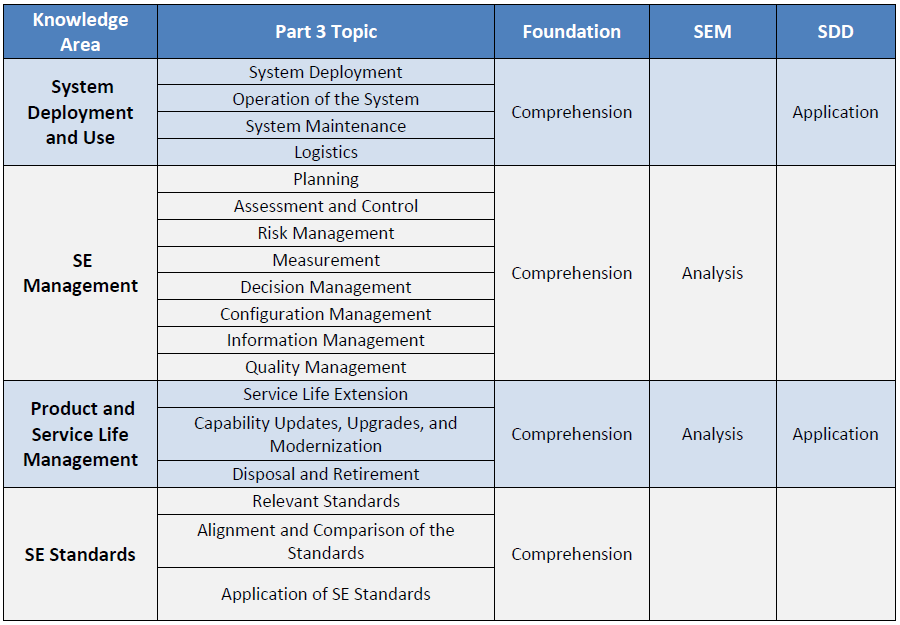 Knowledge
Area
Part 3 Topic
Foundation
SEM
SDD
System
Deployment
and Use
System Deployment
Operation of the System
System Maintenance
Logistics
Comprehension
Application
SE
Management
Planning
Assessment and Control
Risk Management
Measurement
Decision Management
Configuration Management
Information Management
Quality Management
Comprehension
Analysis
Product and
Service Life
Management
Service Life Extension
Capability Updates, Upgrades, and
Modernization
Disposal and Retirement
Comprehension
Analysis
Application
SE Standards
Relevant Standards
Alignment and Comparison of the
Standards
Application of SE Standards
Comprehension